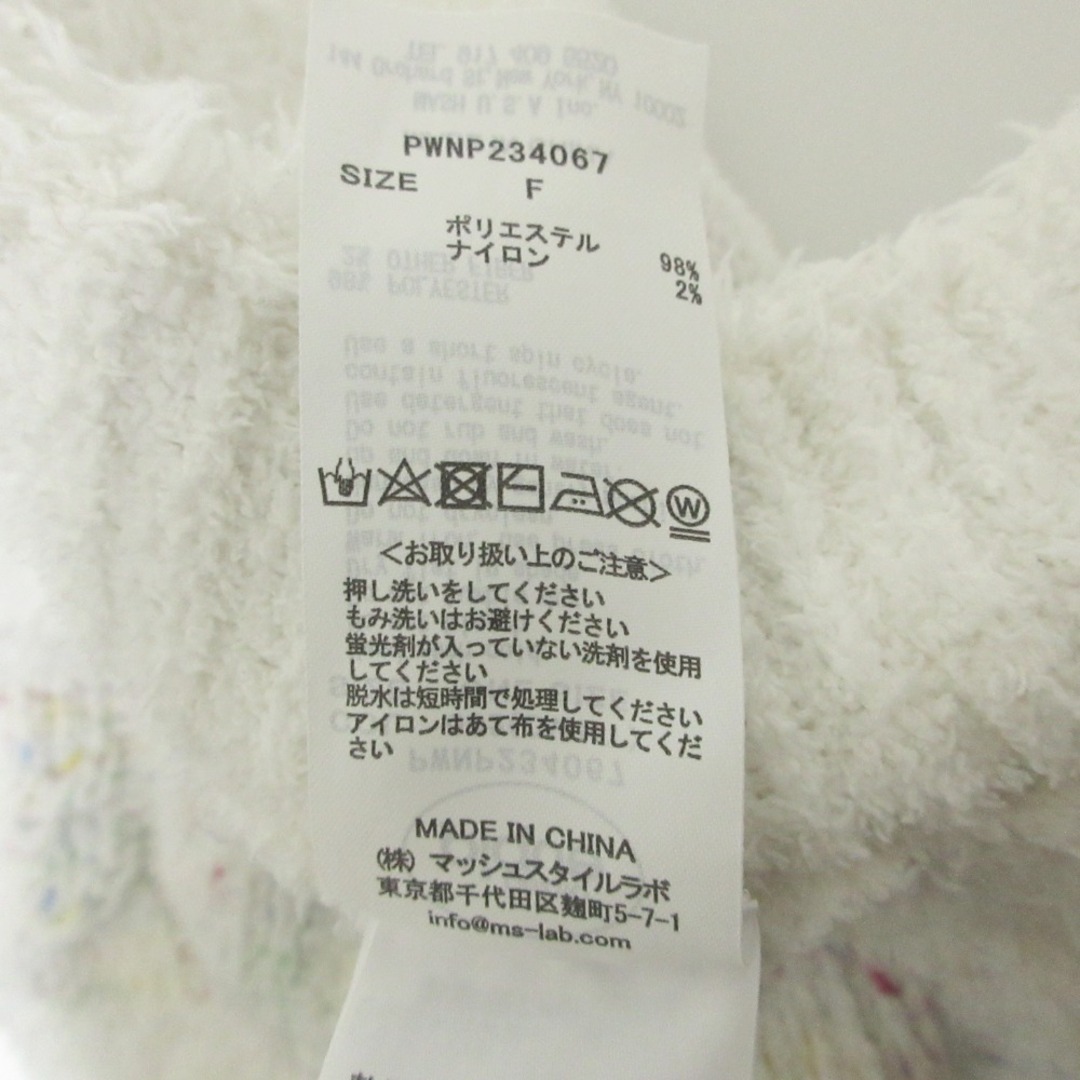 PWNP234067
SIZE F
ポリエステル 98%
ナイロン 2%
W
<お取り扱い上のご注意>
押し洗いをしてください
もみ洗いはお避けください
蛍光剤が入っていない洗剤を使用
してください
脱水は短時間で処理してください
アイロンはあて布を使用してくだ
さい
MADE IN CHINA
(株) マッシュスタイルラボ
東京都千代田区麹町5-7-1
info@ms-lab.com